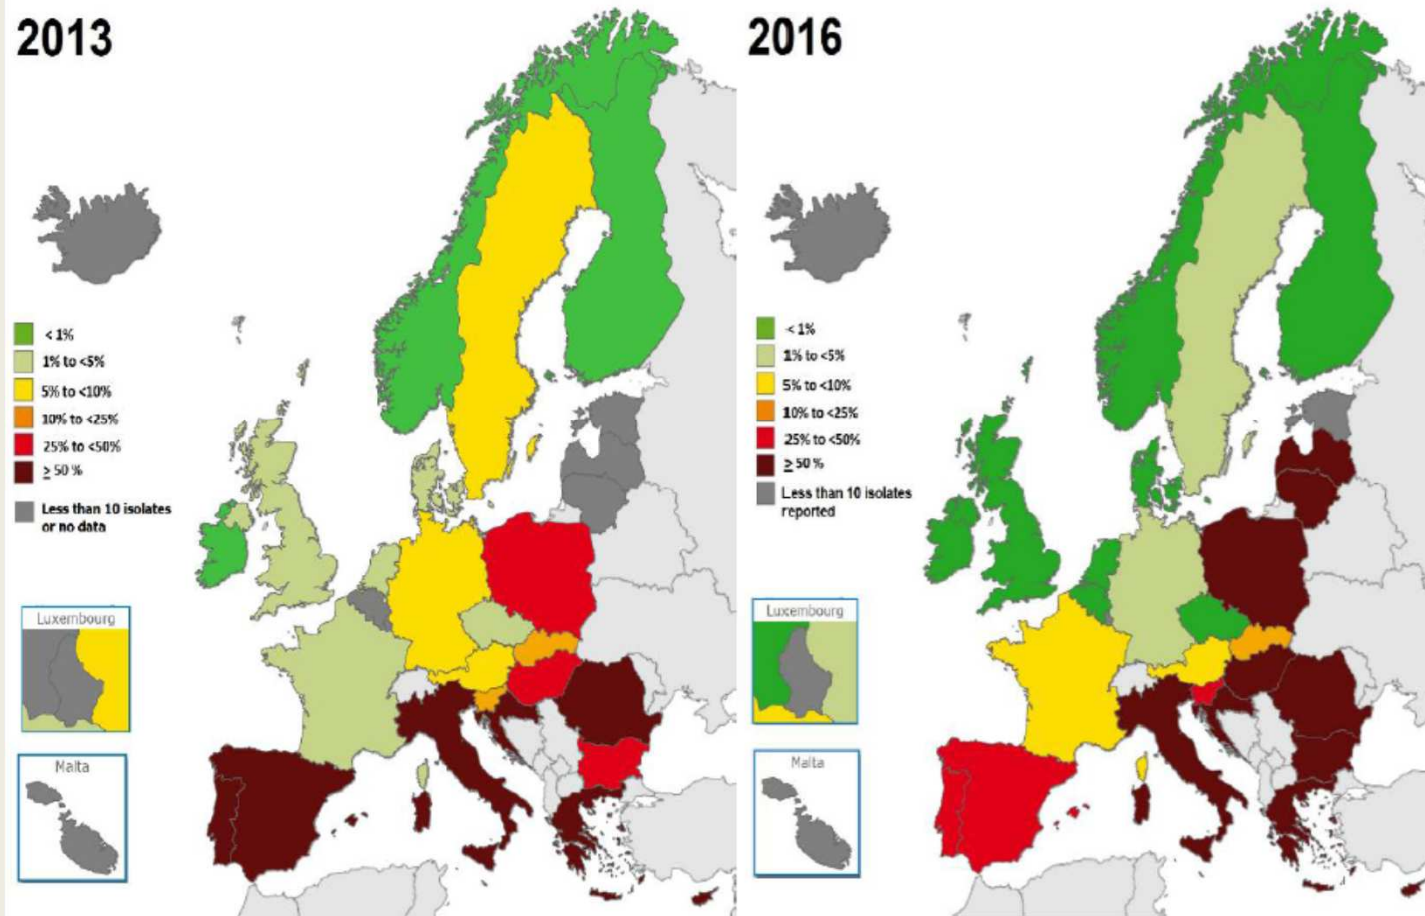 2013
< 1%
1% to <5%
5% to <10%
10% to <25%
25% to <50%
≥ 50 %
Less than 10 isolates
or no data
Luxembourg
Malta
2016
< 1%
1% to <5%
5% to <10%
10% to <25%
25% to <50%
≥ 50 %
Less than 10 isolates
reported
Luxembourg
Malta